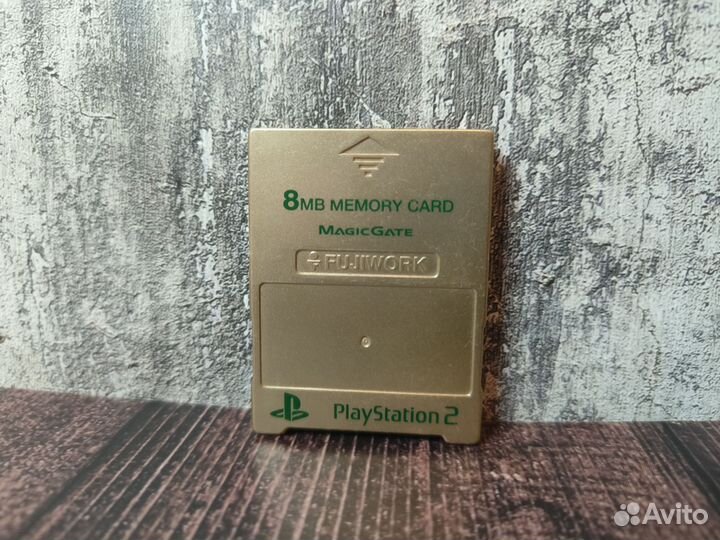 8MB MEMORY CARD
MAGICGATE
FUJIWORK
PlayStation 2
Avito